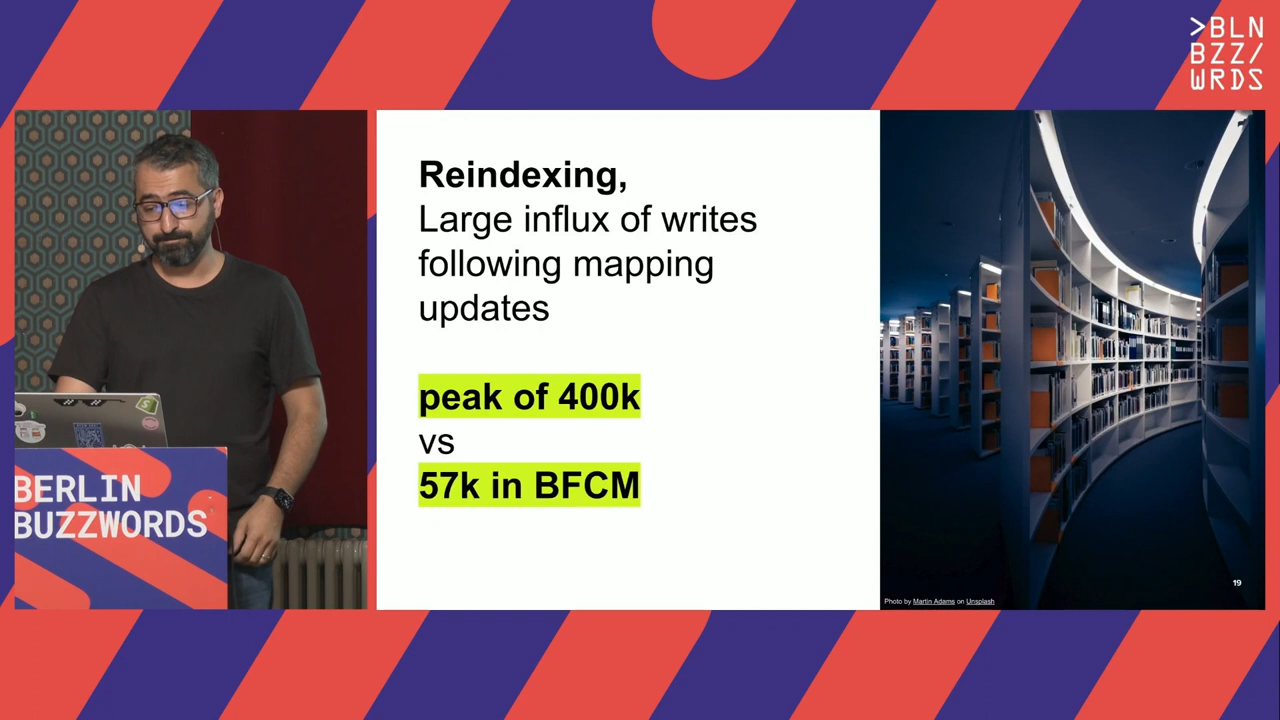 >BLN
BZZ/
WRDS
Reindexing,
Large influx of writes
following mapping
updates
peak of 400k
vs
57k in BFCM
BERLIN
BUZZWORDS
19
Photo by Martin Adams on Unsplash